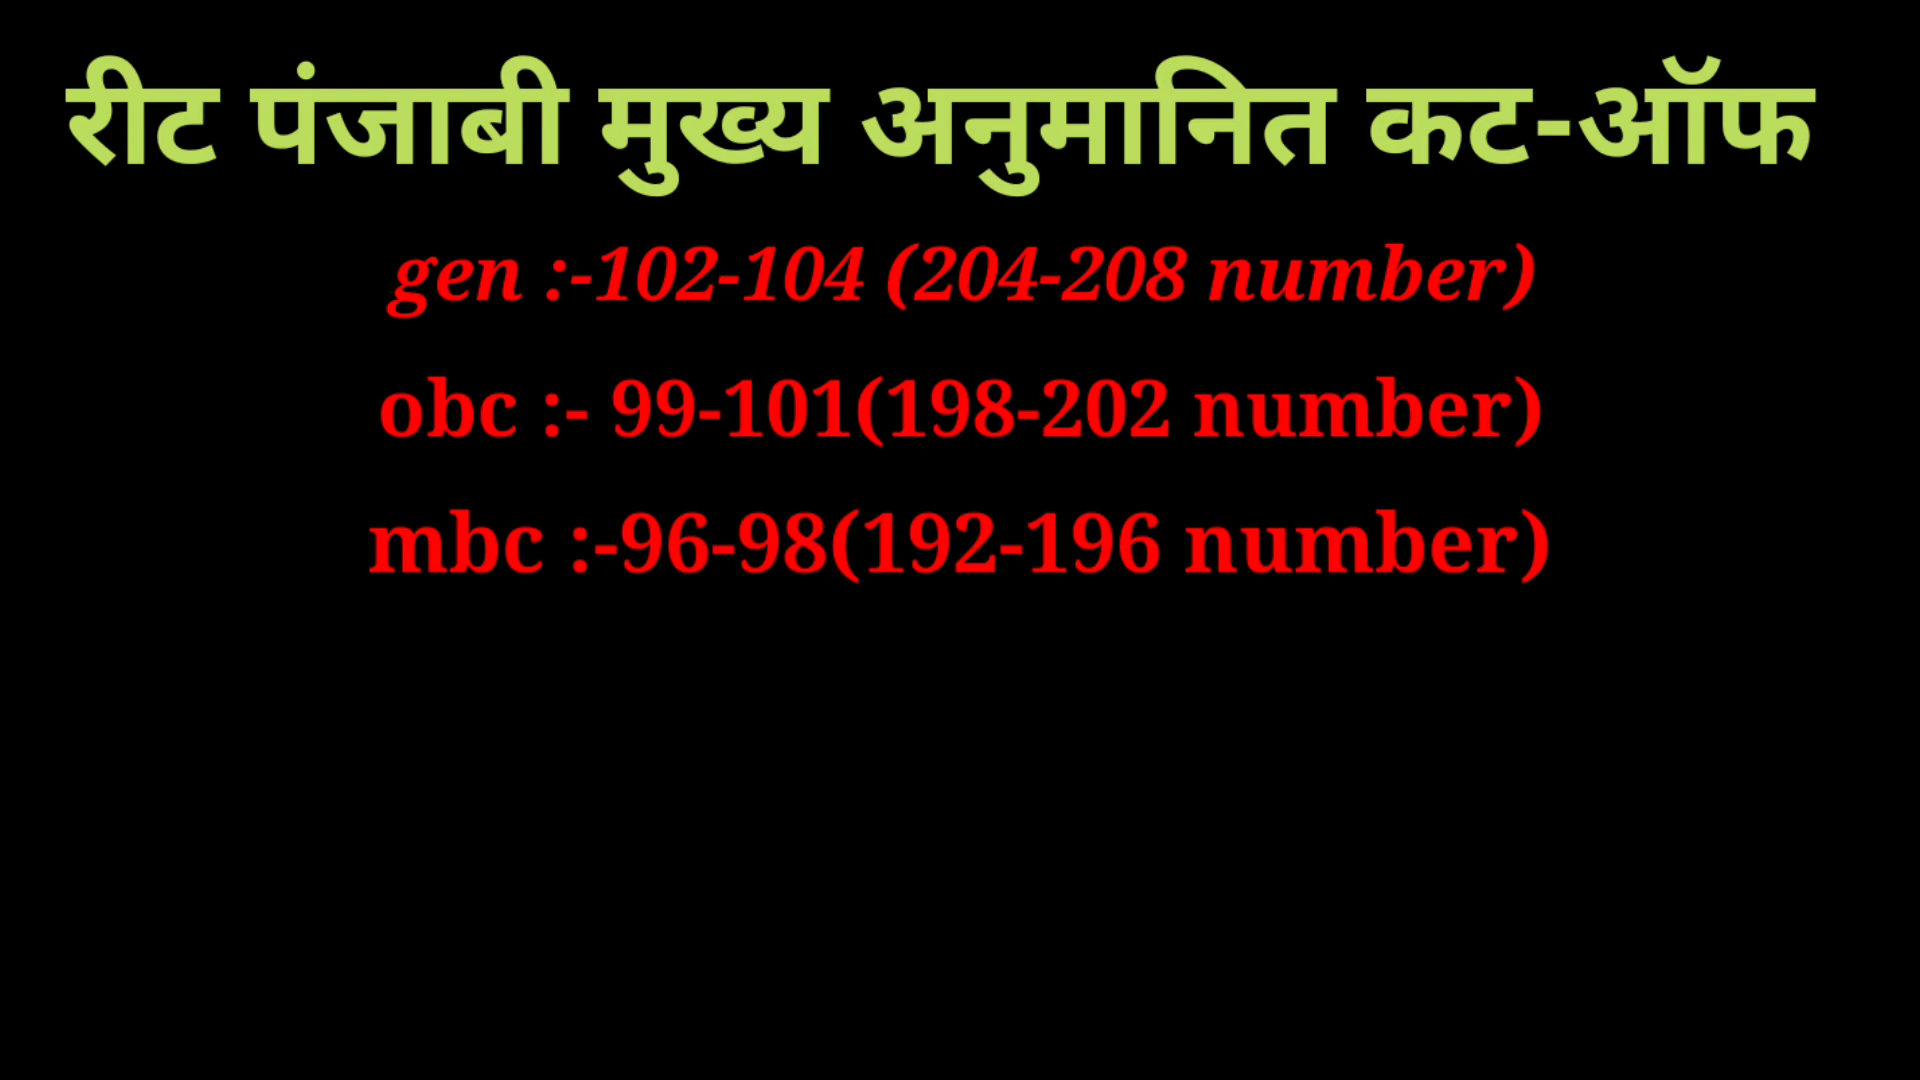 रीट पंजाबी मुख्य अनुमानित कट-ऑफ
gen :-102-104 (204-208 number)
obc :- 99-101(198-202 number)
mbc :-96-98(192-196 number)